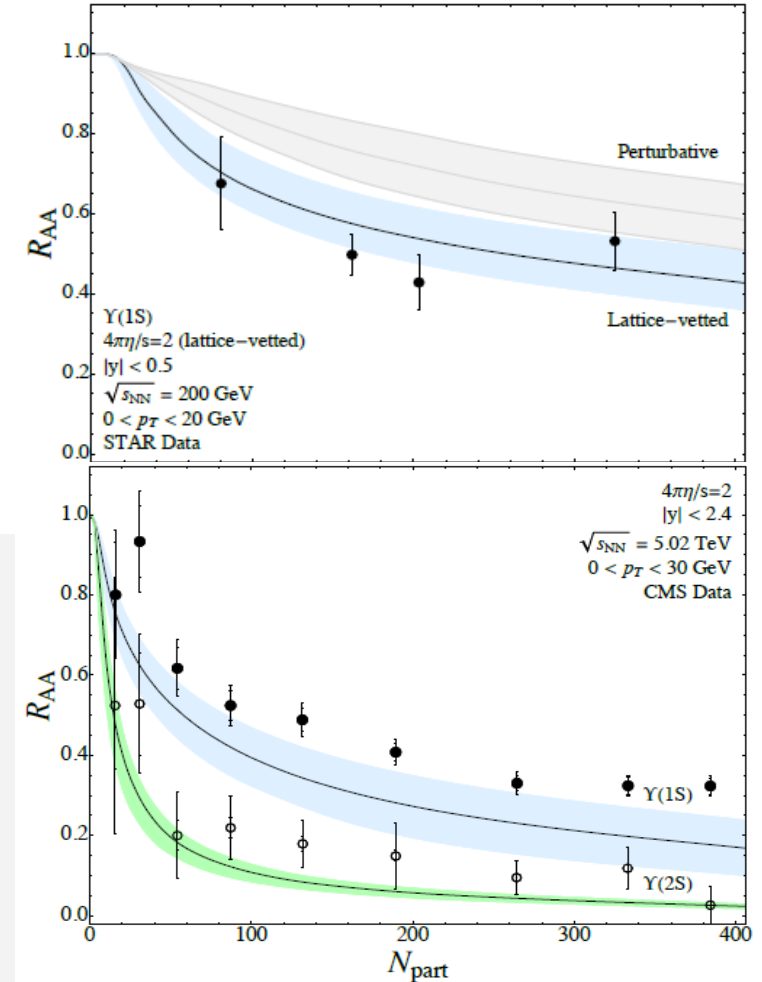 1.0
0.8
0.6
0.4
0.2
0.0
R_AA
Perturbative
Lattice−vetted
ϒ(1S)
4πη/s=2 (lattice−vetted)
|y| < 0.5
√s_NN = 200 GeV
0 < p_T < 20 GeV
STAR Data
1.0
0.8
0.6
0.4
0.2
0.0
R_AA
4πη/s=2
|y| < 2.4
√s_NN = 5.02 TeV
0 < p_T < 30 GeV
CMS Data
ϒ(1S)
ϒ(2S)
0 100 200 300 400
N_part